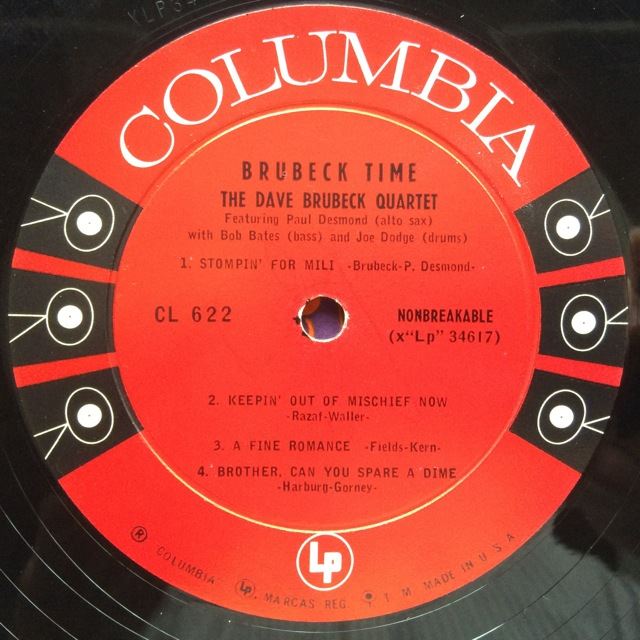 COLUMBIA
BRUBECK TIME
THE DAVE BRUBECK QUARTET
Featuring Paul Desmond (alto sax)
with Bob Bates (bass) and Joe Dodge (drums)
1. STOMPIN' FOR MILI -Brubeck-P. Desmond-
CL 622
NONBREAKABLE
(x"Lp" 34617)
2. KEEPIN' OUT OF MISCHIEF NOW
-Razaf-Waller-
3. A FINE ROMANCE -Fields-Kern-
4. BROTHER, CAN YOU SPARE A DIME
-Harburg-Gorney-
Lp
® "COLUMBIA" Lp, MARCAS REG. T.M. MADE IN U.S.A.